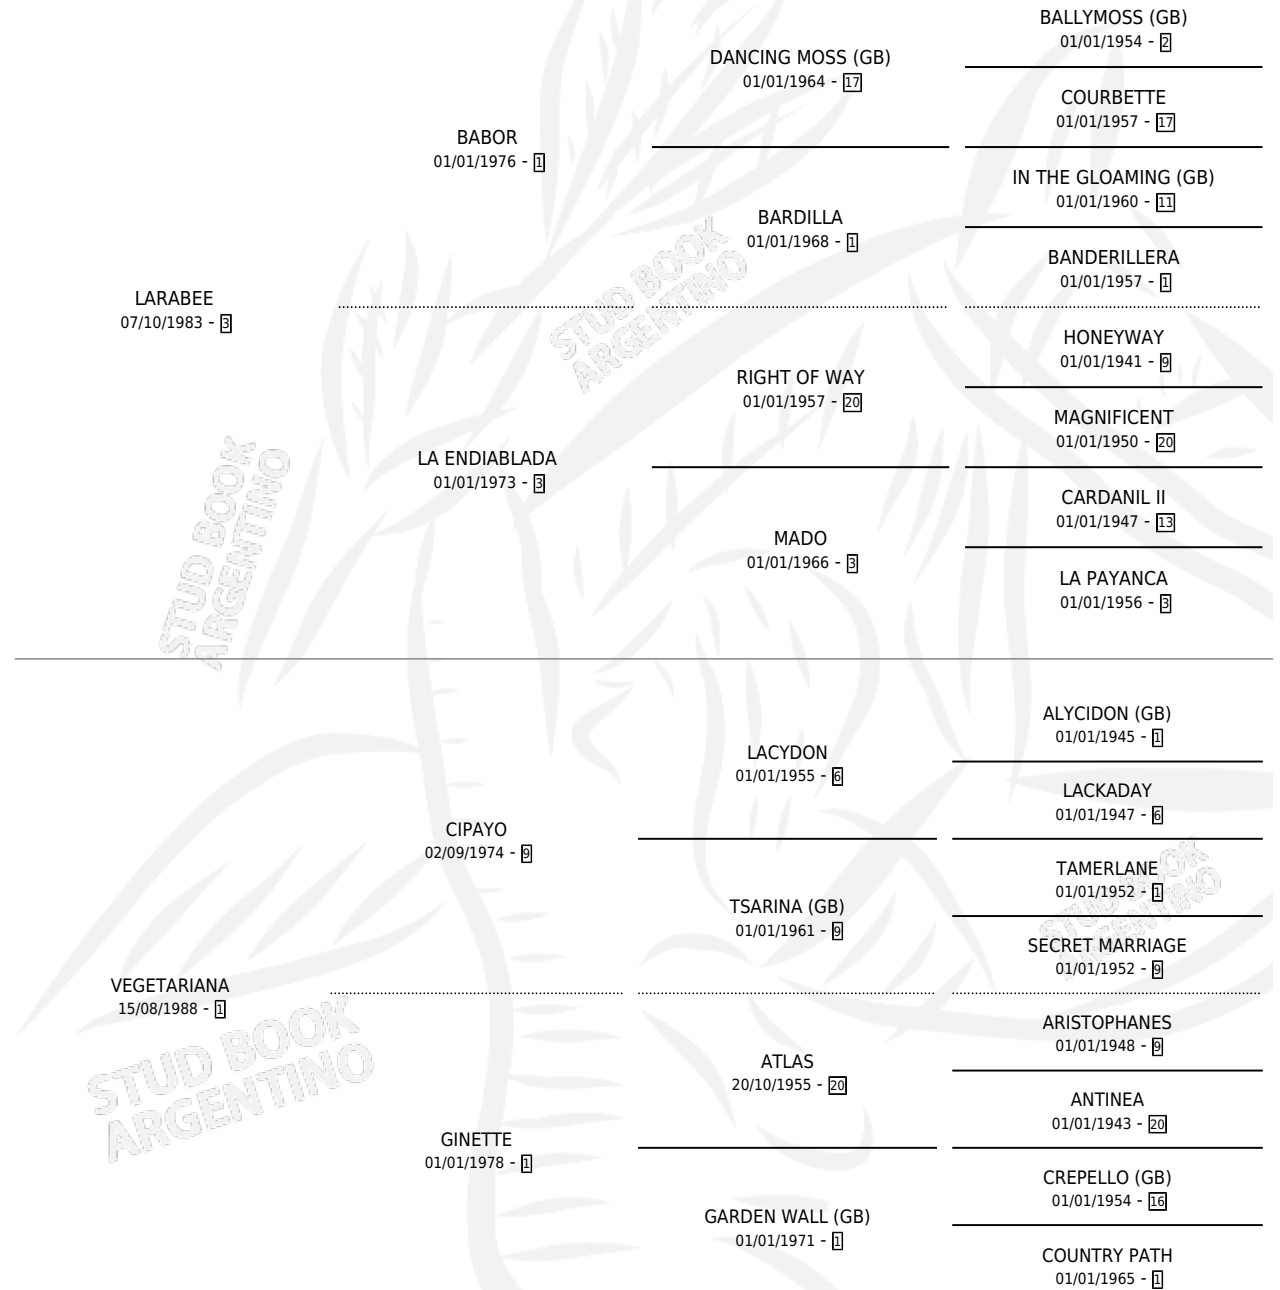 BALLYMOSS (GB)
01/01/1954 - 2
DANCING MOSS (GB)
01/01/1964 - 17
COURBETTE
01/01/1957 - 17
BABOR
01/01/1976 - 1
IN THE GLOAMING (GB)
01/01/1960 - 11
BARDILLA
01/01/1968 - 1
BANDERILLERA
01/01/1957 - 1
LARABEE
07/10/1983 - 3
HONEYWAY
01/01/1941 - 9
RIGHT OF WAY
01/01/1957 - 20
MAGNIFICENT
01/01/1950 - 20
LA ENDIABLADA
01/01/1973 - 3
CARDANIL II
01/01/1947 - 13
MADO
01/01/1966 - 3
LA PAYANCA
01/01/1956 - 3
STUD BOOK
ARGENTINO
STUD BOOK
ARGENTINO
ALYCIDON (GB)
01/01/1945 - 1
LACYDON
01/01/1955 - 6
LACKADAY
01/01/1947 - 6
CIPAYO
02/09/1974 - 9
TAMERLANE
01/01/1952 - 1
TSARINA (GB)
01/01/1961 - 9
SECRET MARRIAGE
01/01/1952 - 9
VEGETARIANA
15/08/1988 - 1
ARISTOPHANES
01/01/1948 - 9
ATLAS
20/10/1955 - 20
ANTINEA
01/01/1943 - 20
GINETTE
01/01/1978 - 1
CREPELLO (GB)
01/01/1954 - 16
GARDEN WALL (GB)
01/01/1971 - 1
COUNTRY PATH
01/01/1965 - 1
STUD BOOK
ARGENTINO
STUD BOOK
ARGENTINO